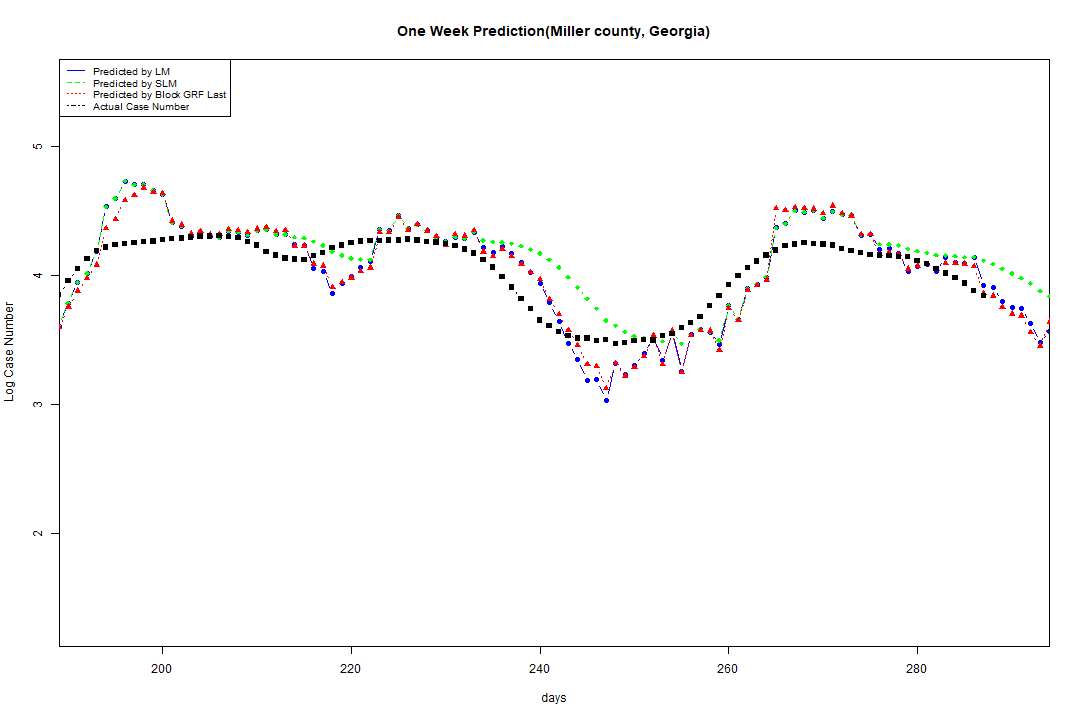 One Week Prediction(Miller county, Georgia)
Predicted by LM
Predicted by SLM
Predicted by Block GRF Last
Actual Case Number
5
4
3
2
Log Case Number
200 220 240 260 280
days